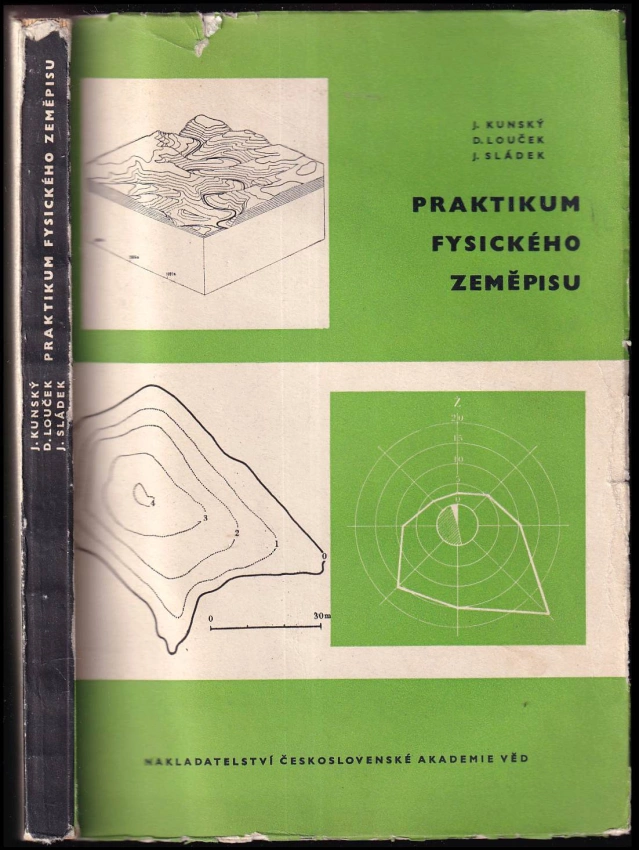 J. KUNSKÝ
D. LOUČEK
J. SLÁDEK
PRAKTIKUM FYSICKÉHO ZEMĚPISU
J. KUNSKÝ
D. LOUČEK
J. SLÁDEK
PRAKTIKUM
FYSICKÉHO
ZEMĚPISU
4
3
2
1
0
0
30m
Z
20
15
10
5
NAKLADATELSTVÍ ČESKOSLOVENSKÉ AKADEMIE VĚD